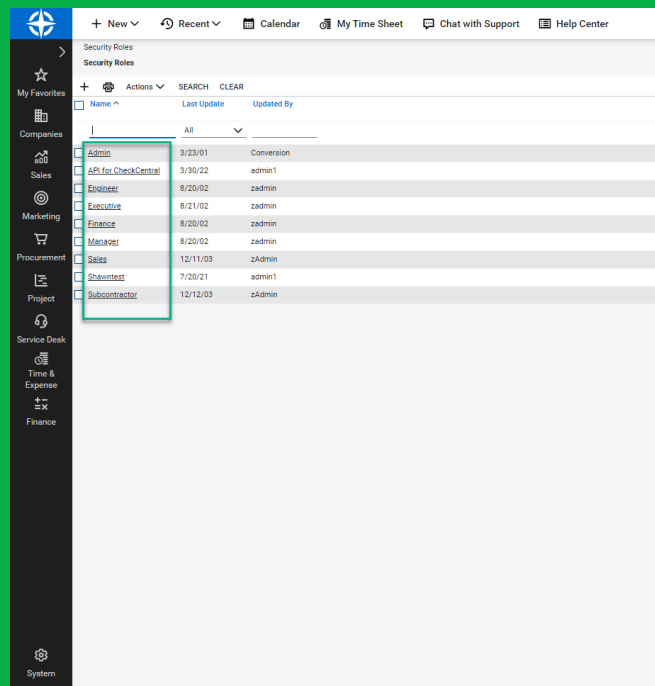 New Recent Calendar My Time Sheet Chat with Support Help Center
Security Roles
Security Roles
Actions SEARCH CLEAR
Name Last Update Updated By
All
Admin 3/23/01 Conversion
API for CheckCentral 3/30/22 admin1
Engineer 8/20/02 zadmin
Executive 8/21/02 zadmin
Finance 8/20/02 zadmin
Manager 8/20/02 zadmin
Sales 12/11/03 zAdmin
Shawntest 7/20/21 admin1
Subcontractor 12/12/03 zAdmin
My Favorites
Companies
Sales
Marketing
Procurement
Project
Service Desk
Time &
Expense
Finance
System